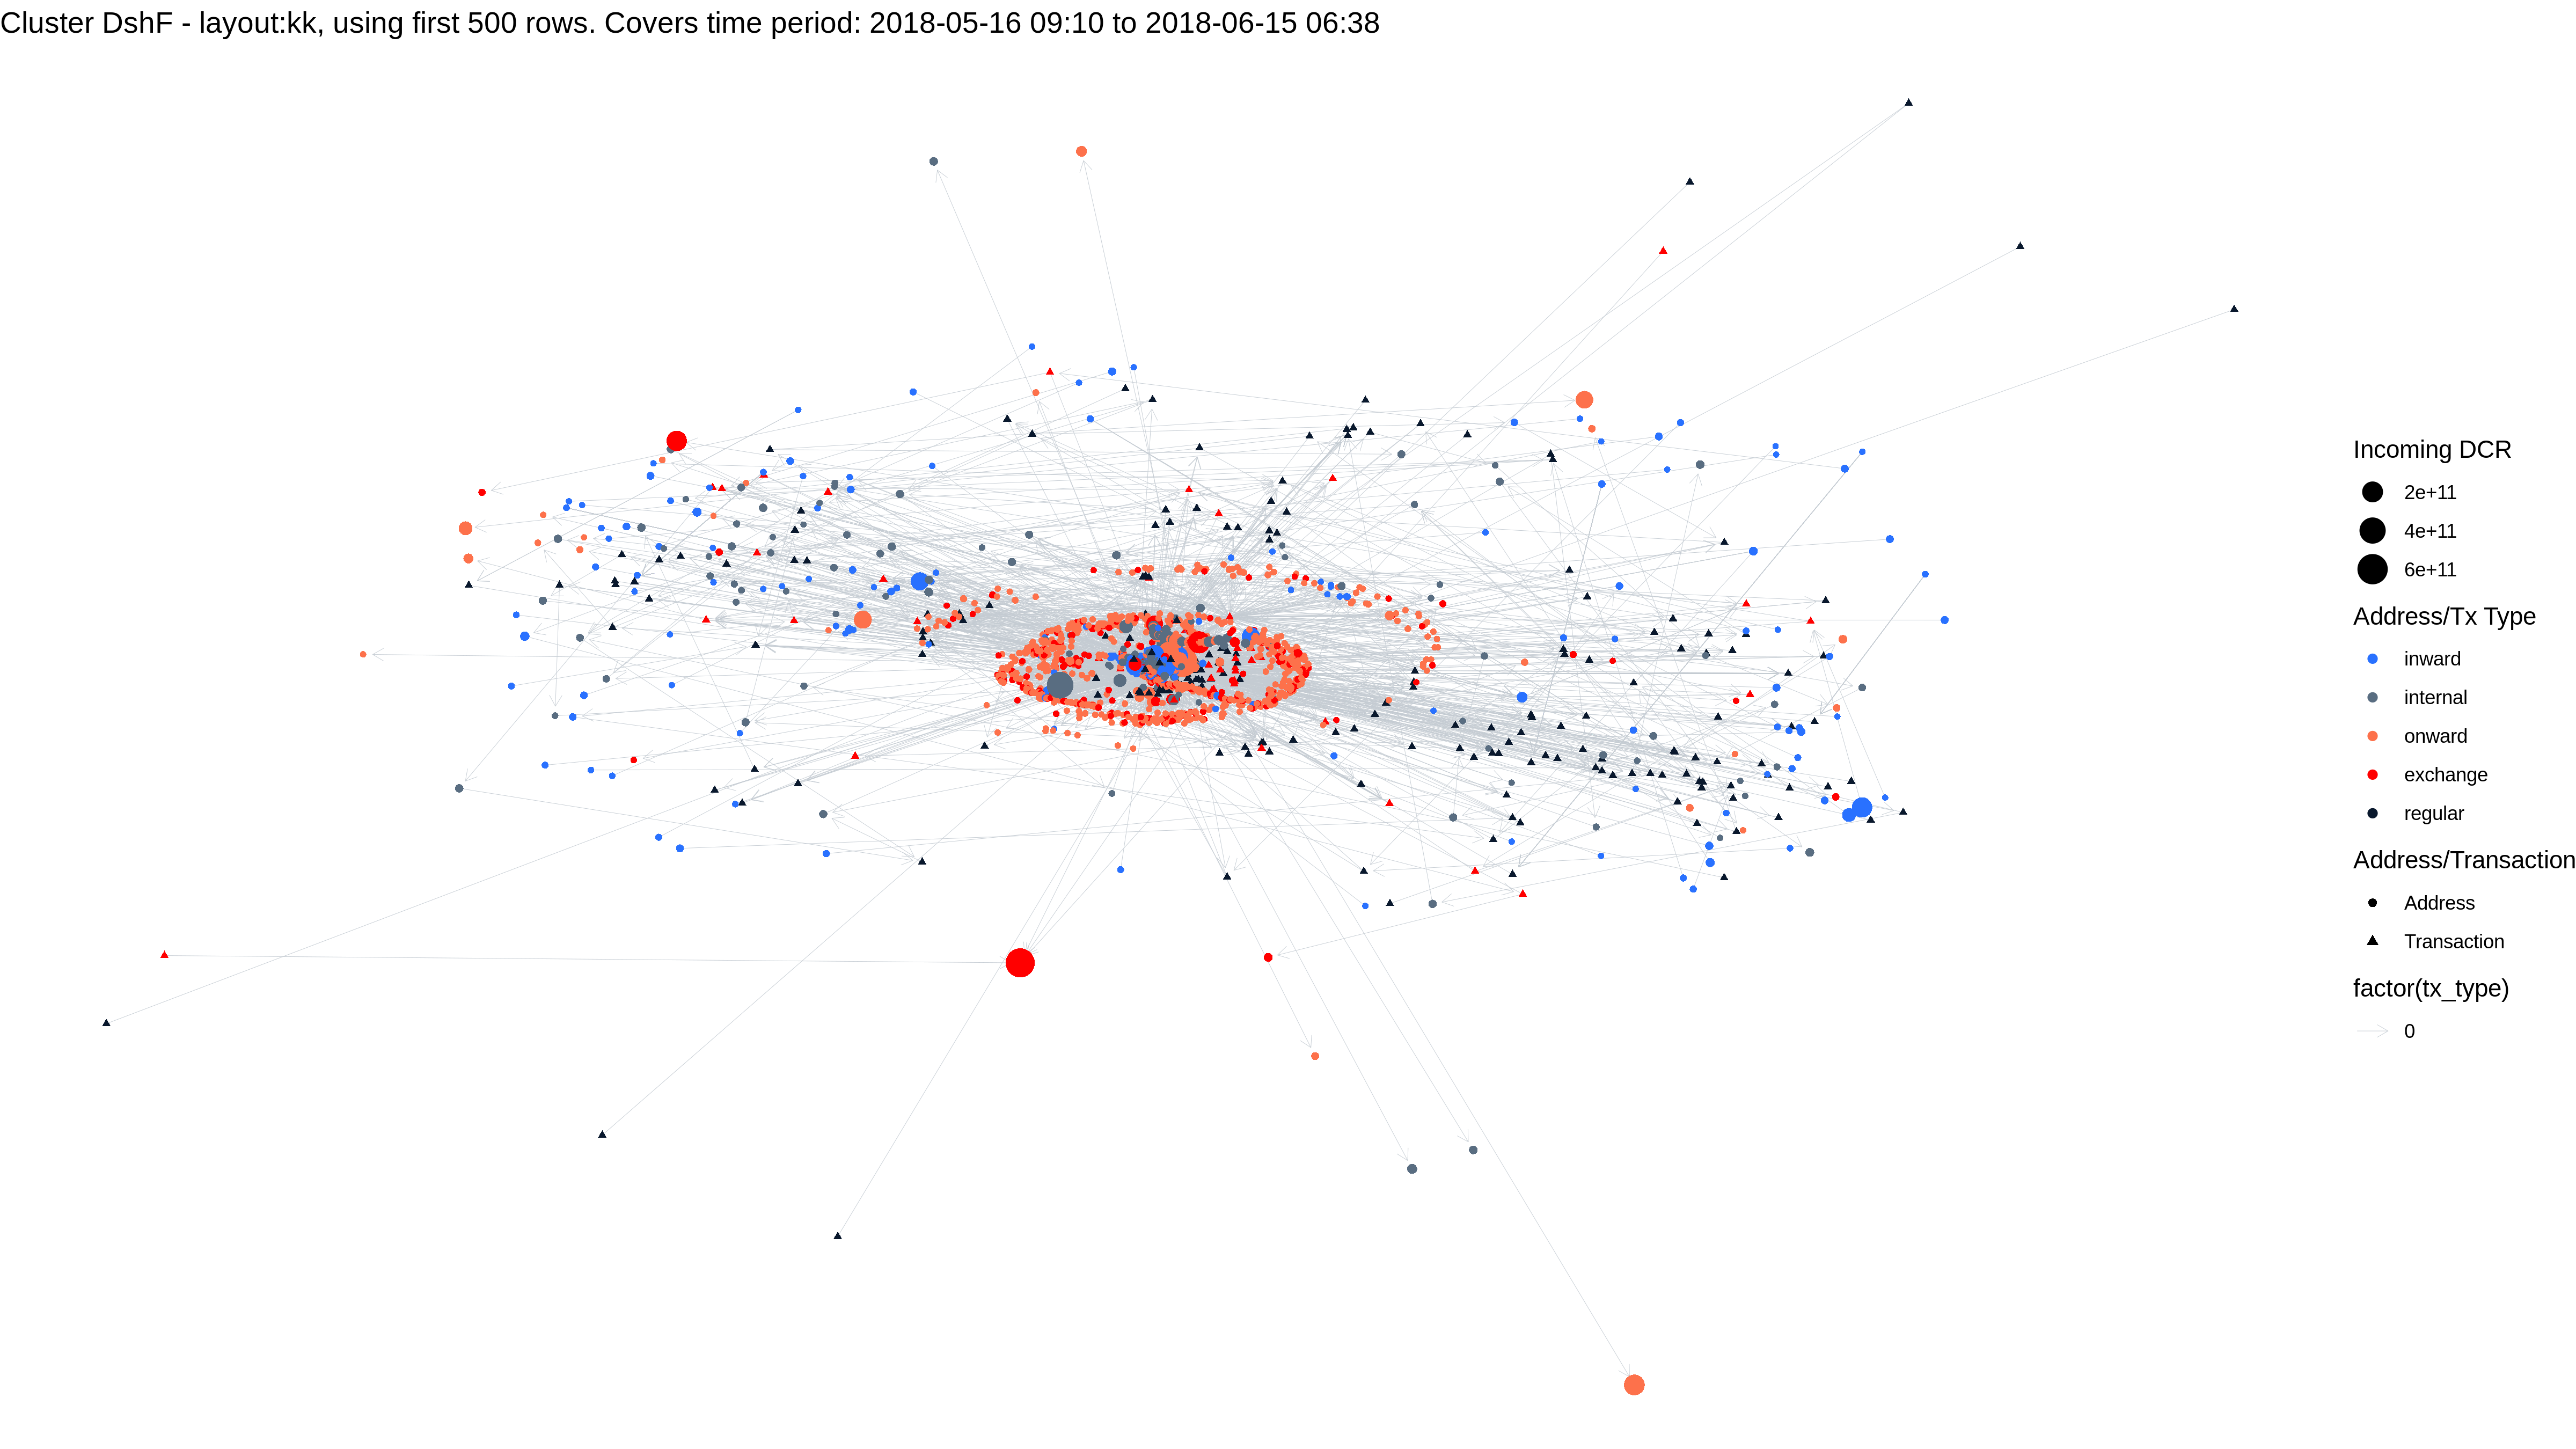 Cluster DshF - layout:kk, using first 500 rows. Covers time period: 2018-05-16 09:10 to 2018-06-15 06:38
Incoming DCR
2e+11
4e+11
6e+11
Address/Tx Type
inward
internal
onward
exchange
regular
Address/Transaction
Address
Transaction
factor(tx_type)
0